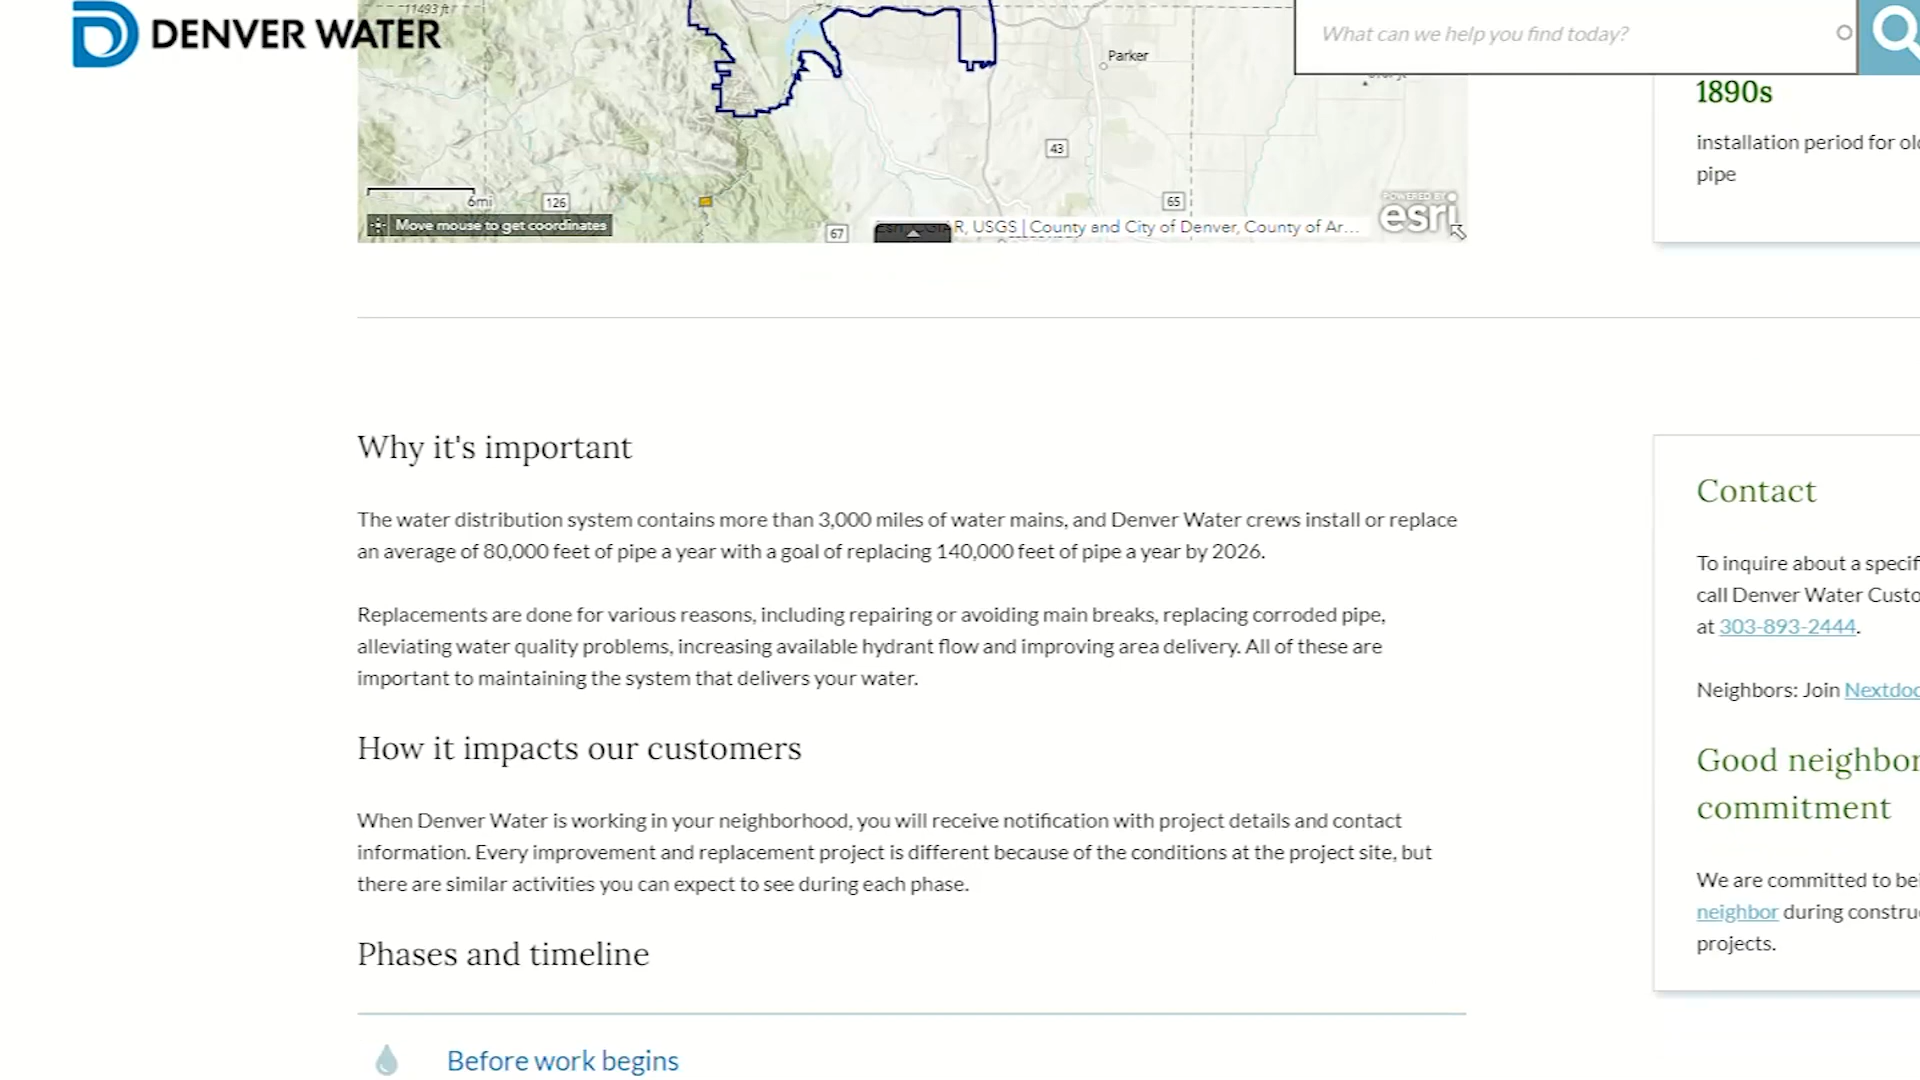 DENVER WATER
11493 ft
What can we help you find today?
Parker
1890s
installation period for
pipe
43
6mi
126
65
POWERED BY
esri
Move mouse to get coordinates
67
R, USGS | County and City of Denver, County of Ar...
Why it's important
The water distribution system contains more than 3,000 miles of water mains, and Denver Water crews install or replace
an average of 80,000 feet of pipe a year with a goal of replacing 140,000 feet of pipe a year by 2026.
Replacements are done for various reasons, including repairing or avoiding main breaks, replacing corroded pipe,
alleviating water quality problems, increasing available hydrant flow and improving area delivery. All of these are
important to maintaining the system that delivers your water.
How it impacts our customers
When Denver Water is working in your neighborhood, you will receive notification with project details and contact
information. Every improvement and replacement project is different because of the conditions at the project site, but
there are similar activities you can expect to see during each phase.
Phases and timeline
Before work begins
Contact
To inquire about a specif
call Denver Water Custo
at 303-893-2444.
Neighbors: Join Nextdoo
Good neighbor
commitment
We are committed to bei
neighbor during constru
projects.